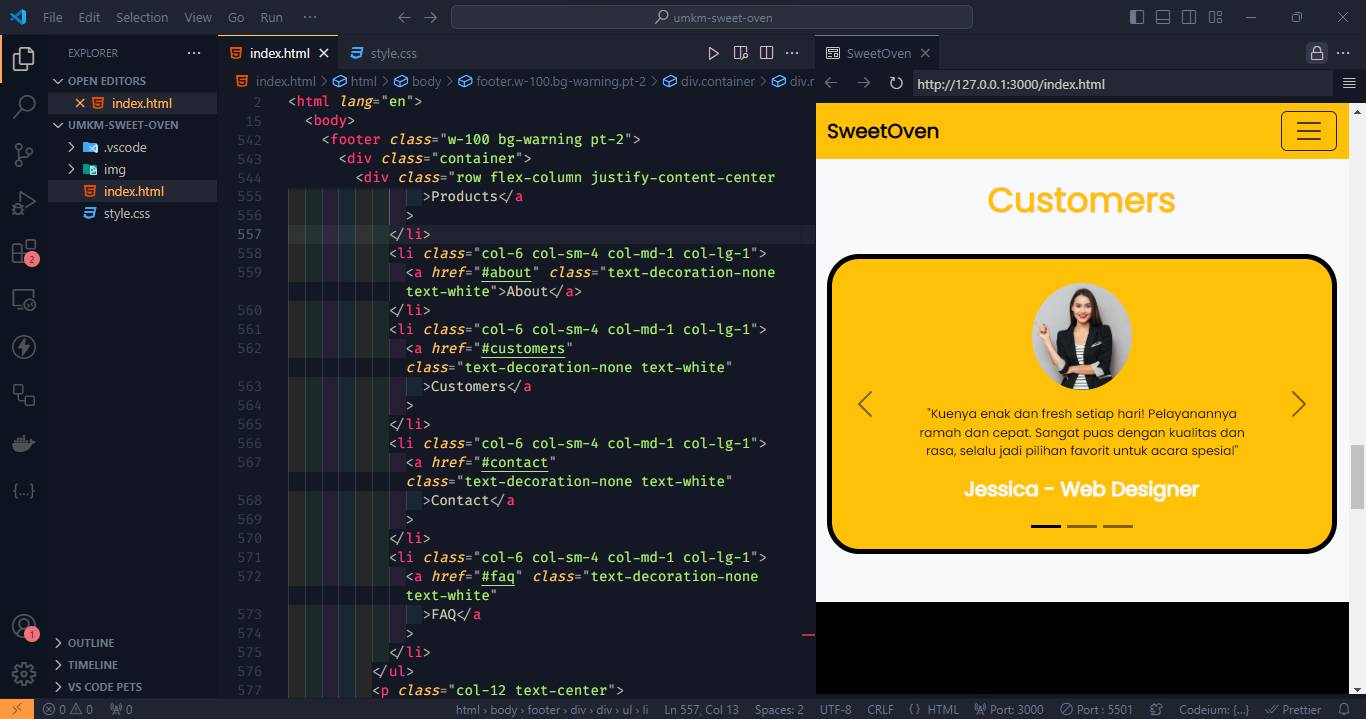 File Edit Selection View Go Run ··· umkm-sweet-oven
EXPLORER ···
OPEN EDITORS
index.html
UMKM-SWEET-OVEN
.vscode
img
index.html
style.css
OUTLINE
TIMELINE
VS CODE PETS
2
1
index.html style.css
index.html > html > body > footer.w-100.bg-warning.pt-2 > div.container > div.r
2 <html lang="en">
15 <body>
542 <footer class="w-100 bg-warning pt-2">
543 <div class="container">
544 <div class="row flex-column justify-content-center
555 >Products</a
556 >
557 </li>
558 <li class="col-6 col-sm-4 col-md-1 col-lg-1">
559 <a href="#about" class="text-decoration-none
text-white">About</a>
560 </li>
561 <li class="col-6 col-sm-4 col-md-1 col-lg-1">
562 <a href="#customers"
class="text-decoration-none text-white"
563 >Customers</a
564 >
565 </li>
566 <li class="col-6 col-sm-4 col-md-1 col-lg-1">
567 <a href="#contact"
class="text-decoration-none text-white"
568 >Contact</a
569 >
570 </li>
571 <li class="col-6 col-sm-4 col-md-1 col-lg-1">
572 <a href="#faq" class="text-decoration-none
text-white"
573 >FAQ</a
574 >
575 </li>
576 </ul>
577 <p class="col-12 text-center">
SweetOven
http://127.0.0.1:3000/index.html
SweetOven
Customers
"Kuenya enak dan fresh setiap hari! Pelayanannya
ramah dan cepat. Sangat puas dengan kualitas dan
rasa, selalu jadi pilihan favorit untuk acara spesial"
Jessica - Web Designer
0 0 0 html > body > footer > div > div > ul > li Ln 557, Col 13 Spaces: 2 UTF-8 CRLF {} HTML Port: 3000 Port : 5501 Codeium: {...} Prettier